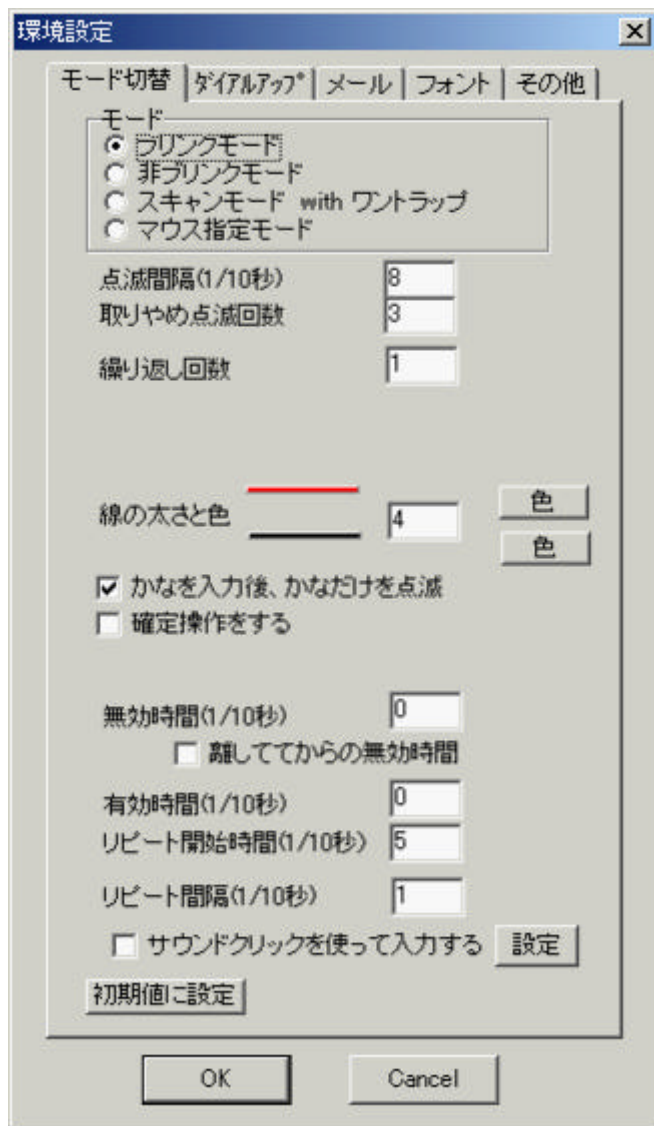 環境設定
モード切替 ﾀﾞｲｱﾙｱｯﾌﾟ メール フォント その他
モード
ブリンクモード
非ブリンクモード
スキャンモード with ワントラップ
マウス指定モード
点滅間隔(1/10秒) 8
取りやめ点滅回数 3
繰り返し回数 1
線の太さと色 4 色
色
かなを入力後、かなだけを点滅
確定操作をする
無効時間(1/10秒) 0
離しててからの無効時間
有効時間(1/10秒) 0
リピート開始時間(1/10秒) 5
リピート間隔(1/10秒) 1
サウンドクリックを使って入力する 設定
初期値に設定
OK Cancel